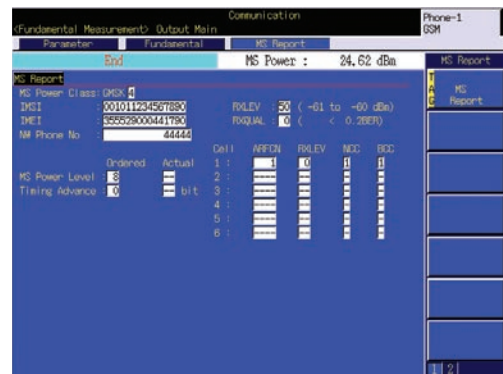 Communication
Phone-1
<Fundamental Measurement> Output Main
GSM
Parameter Fundamental MS Report
End MS Power : 24.62 dBm MS Report
MS Report
TAG MS Report
MS Power Class:GMSK 4
IMSI : 001011234567890 RXLEV : 50 ( -61 to -60 dBm)
IMEI : 355529000441790 RXQUAL : 0 ( < 0.2BER)
NW Phone No : 44444
Cell ARFCN RXLEV NCC BCC
Ordered Actual 1 : 1 0 1 1
MS Power Level : 8 -- 2 : ---- -- - -
Timing Advance : 0 -- bit 3 : ---- -- - -
4 : ---- -- - -
5 : ---- -- - -
6 : ---- -- - -
1 2